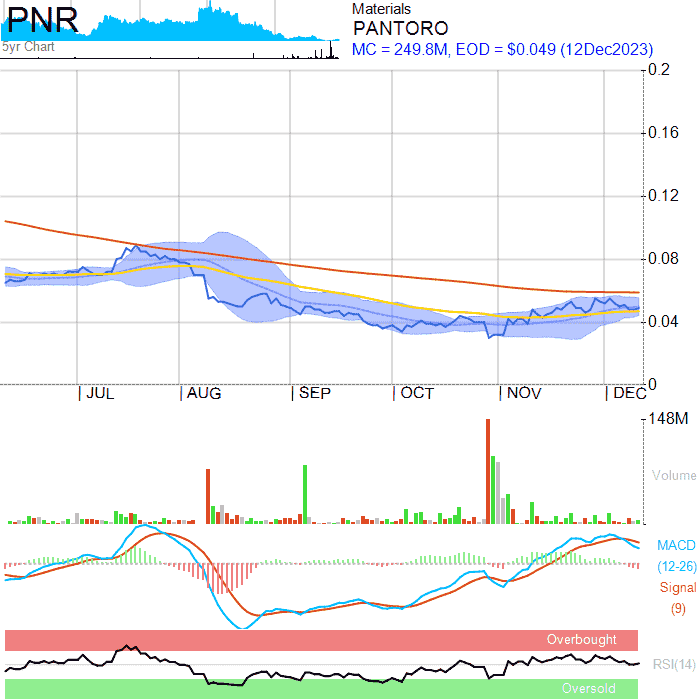 PNR
5yr Chart
Materials
PANTORO
MC = 249.8M, EOD = $0.049 (12Dec2023)
0.2
0.16
0.12
0.08
0.04
0
| JUL | AUG | SEP | OCT | NOV | DEC
148M
Volume
MACD
(12-26)
Signal
(9)
Overbought
RSI(14)
Oversold